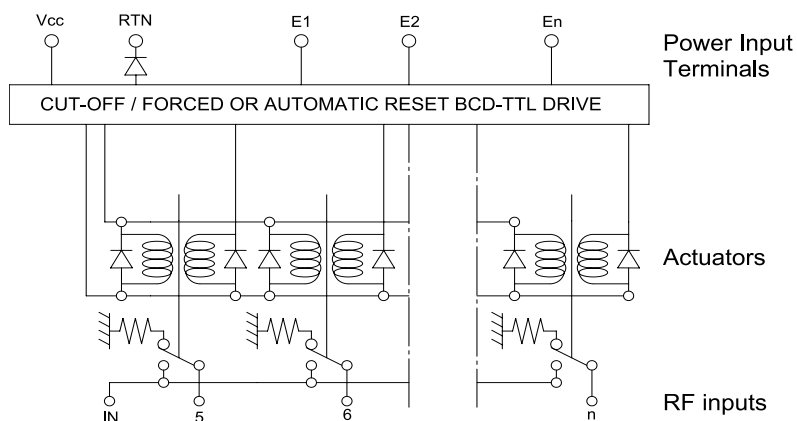 Vcc RTN E1 E2 En
Power Input
Terminals
CUT-OFF / FORCED OR AUTOMATIC RESET BCD-TTL DRIVE
Actuators
IN 5 6 n
RF inputs